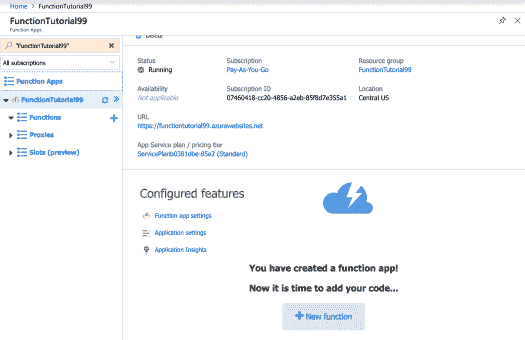 Home > FunctionTutorial99
FunctionTutorial99
Function Apps
"FunctionTutorial99"
All subscriptions
Function Apps
FunctionTutorial99
Functions
Proxies
Slots (preview)
Status
Running
Subscription
Pay-As-You-Go
Resource group
FunctionTutorial99
Availability
Not applicable
Subscription ID
07460418-cc20-4856-a2eb-85f8d7e355a1
Location
Central US
URL
https://functiontutorial99.azurewebsites.net
App Service plan / pricing tier
ServicePlanb0381dbe-85e2 (Standard)
Configured features
Function app settings
Application settings
Application Insights
You have created a function app!
Now it is time to add your code...
New function